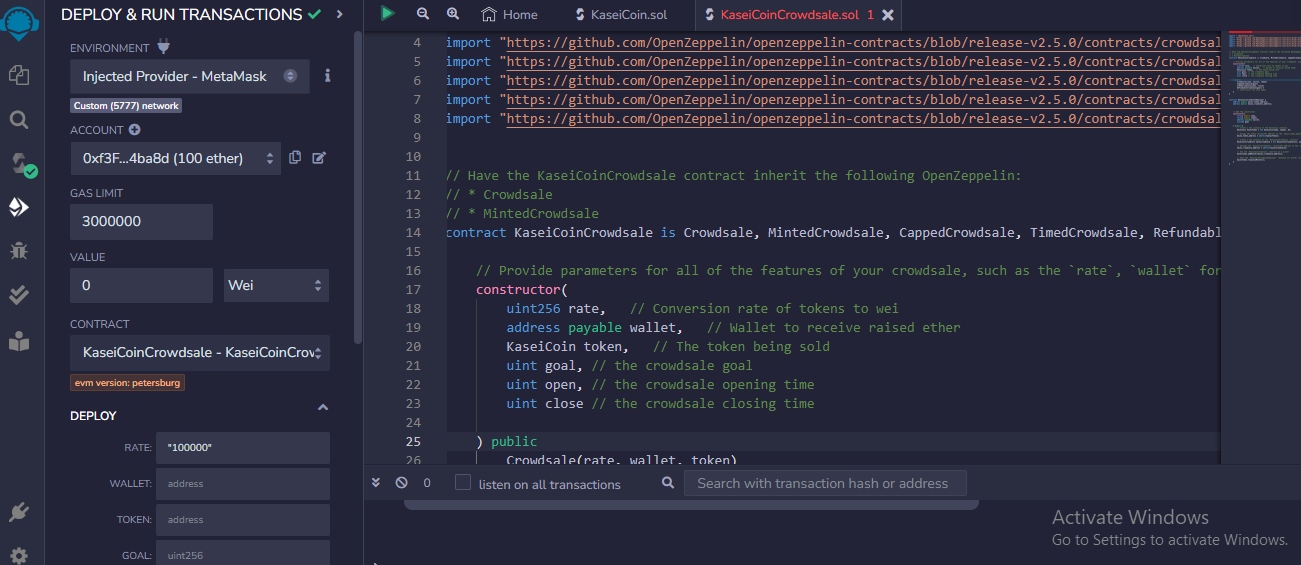 DEPLOY & RUN TRANSACTIONS
ENVIRONMENT
Injected Provider - MetaMask
Custom (5777) network
ACCOUNT
0xf3F...4ba8d (100 ether)
GAS LIMIT
3000000
VALUE
0
Wei
CONTRACT
KaseiCoinCrowdsale - KaseiCoinCrow
evm version: petersburg
DEPLOY
RATE: "100000"
WALLET: address
TOKEN: address
GOAL: uint256
Home
KaseiCoin.sol
KaseiCoinCrowdsale.sol 1
4 import "https://github.com/OpenZeppelin/openzeppelin-contracts/blob/release-v2.5.0/contracts/crowdsal
5 import "https://github.com/OpenZeppelin/openzeppelin-contracts/blob/release-v2.5.0/contracts/crowdsal
6 import "https://github.com/OpenZeppelin/openzeppelin-contracts/blob/release-v2.5.0/contracts/crowdsal
7 import "https://github.com/OpenZeppelin/openzeppelin-contracts/blob/release-v2.5.0/contracts/crowdsal
8 import "https://github.com/OpenZeppelin/openzeppelin-contracts/blob/release-v2.5.0/contracts/crowdsal
9
10
11 // Have the KaseiCoinCrowdsale contract inherit the following OpenZeppelin:
12 // * Crowdsale
13 // * MintedCrowdsale
14 contract KaseiCoinCrowdsale is Crowdsale, MintedCrowdsale, CappedCrowdsale, TimedCrowdsale, Refundabl
15
16 // Provide parameters for all of the features of your crowdsale, such as the `rate`, `wallet` for
17 constructor(
18 uint256 rate, // Conversion rate of tokens to wei
19 address payable wallet, // Wallet to receive raised ether
20 KaseiCoin token, // The token being sold
21 uint goal, // the crowdsale goal
22 uint open, // the crowdsale opening time
23 uint close // the crowdsale closing time
24
25 ) public
26 Crowdsale(rate, wallet, token)
0
listen on all transactions
Search with transaction hash or address
Activate Windows
Go to Settings to activate Windows.